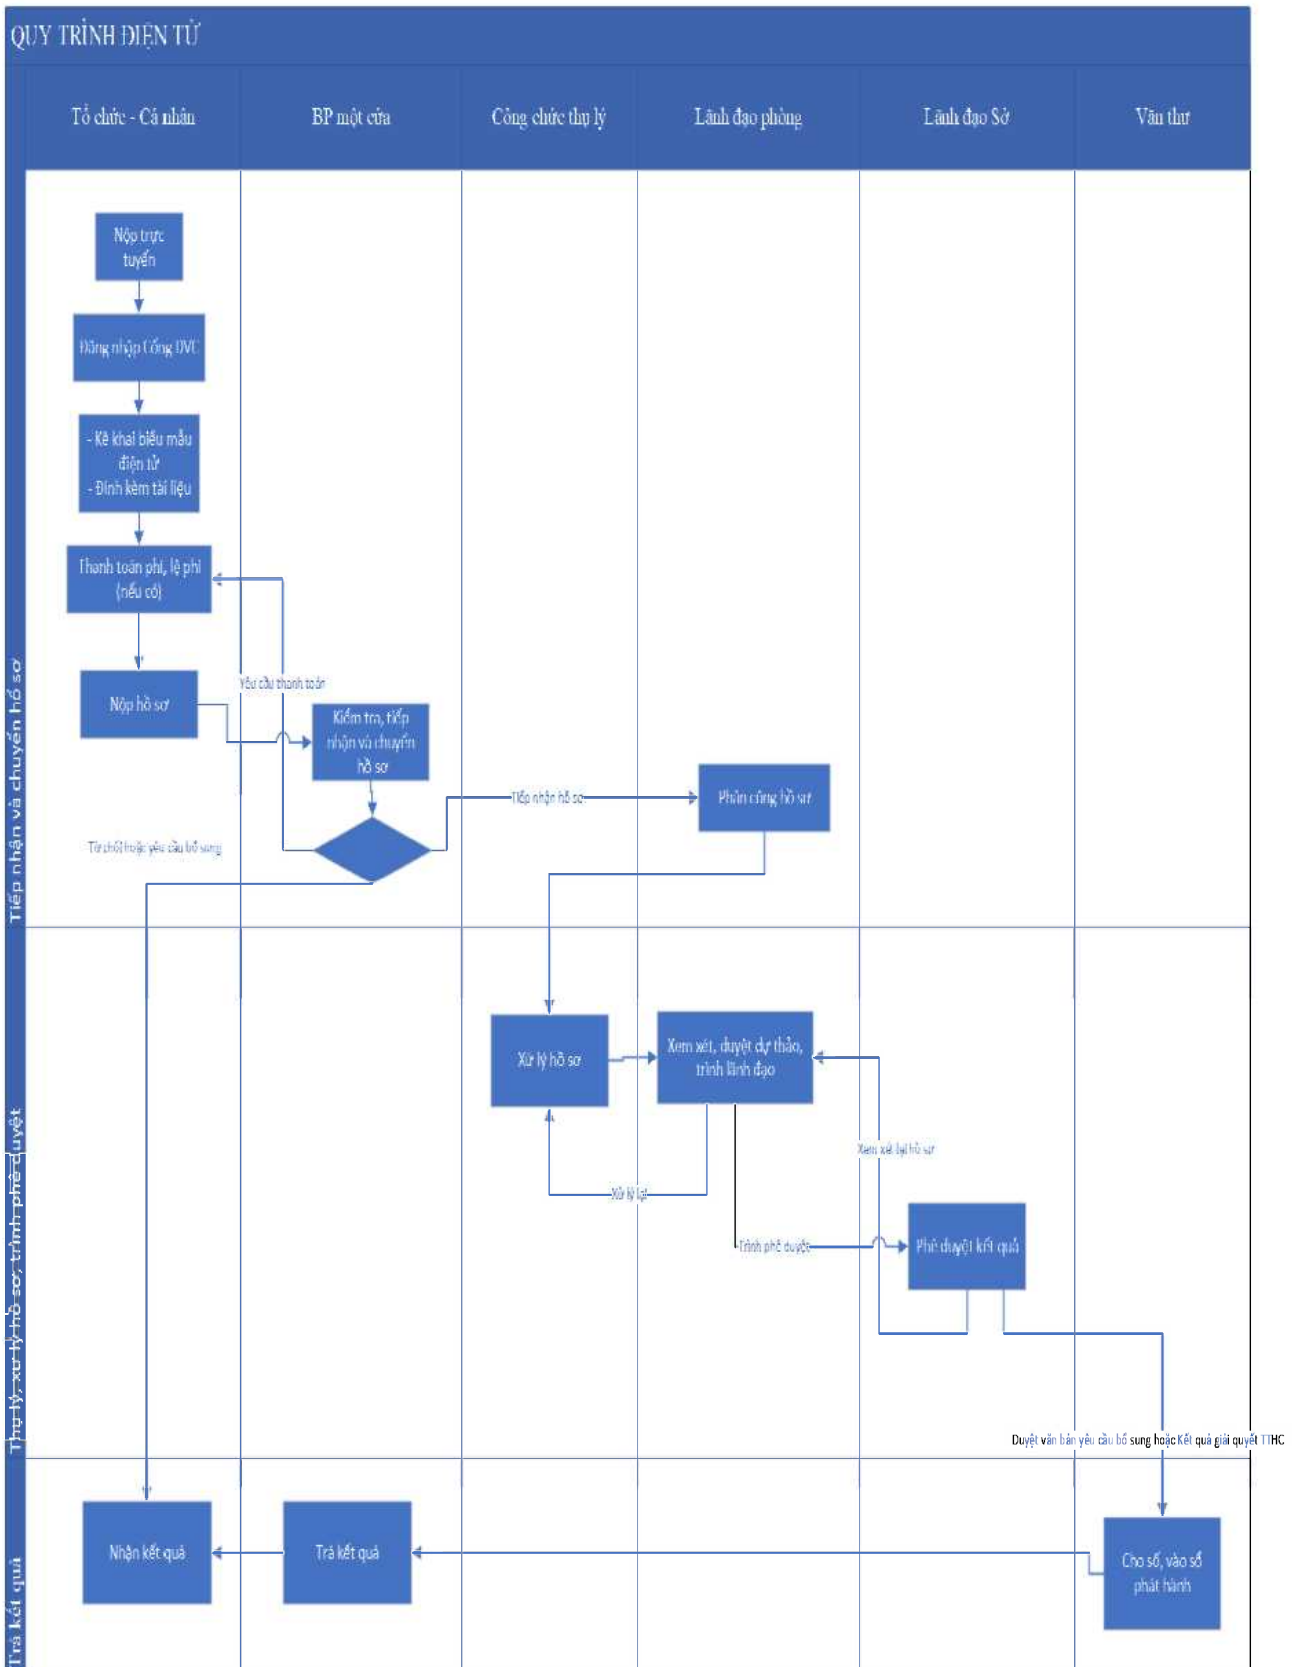 QUY TRÌNH ĐIỆN TỬ
Tổ chức - Cá nhân
BP một cửa
Công chức thụ lý
Lãnh đạo phòng
Lãnh đạo Sở
Văn thư
Tiếp nhận và chuyển hồ sơ
Nộp trực
tuyến
Đăng nhập Cổng DVC
- Kê khai biểu mẫu
điện tử
- Đính kèm tài liệu
Thanh toán phí, lệ phí
(nếu có)
Nộp hồ sơ
Yêu cầu thanh toán
Kiểm tra, tiếp
nhận và chuyển
hồ sơ
Tiếp nhận hồ sơ
Phân công hồ sơ
Từ chối hoặc yêu cầu bổ sung
Thụ lý, xử lý hồ sơ, trình phê duyệt
Xử lý hồ sơ
Xem xét, duyệt dự thảo,
trình lãnh đạo
Xem xét lại hồ sơ
Xử lý lại
Trình phê duyệt
Phê duyệt kết quả
Duyệt văn bản yêu cầu bổ sung hoặc Kết quả giải quyết TTHC
Trả kết quả
Nhận kết quả
Trả kết quả
Cho số, vào sổ
phát hành